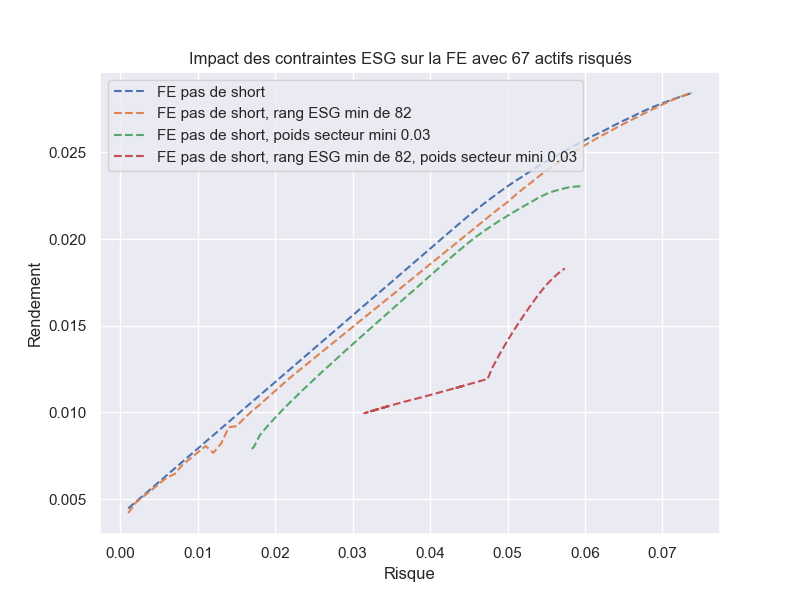 Impact des contraintes ESG sur la FE avec 67 actifs risqués
FE pas de short
FE pas de short, rang ESG min de 82
FE pas de short, poids secteur mini 0.03
FE pas de short, rang ESG min de 82, poids secteur mini 0.03
0.025
0.020
0.015
0.010
0.005
Rendement
0.00 0.01 0.02 0.03 0.04 0.05 0.06 0.07
Risque